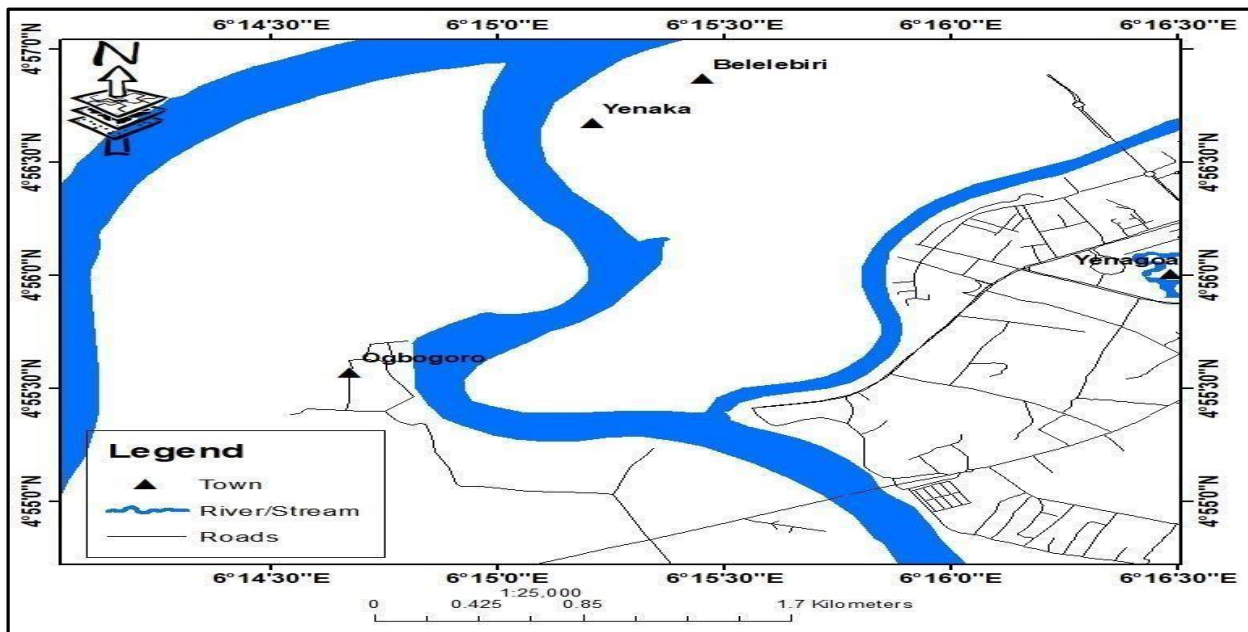 6°14'30"E 6°15'0"E 6°15'30"E 6°16'0"E 6°16'30"E
N
4°57'0"N
Belelebiri
Yenaka
4°56'30"N 4°56'30"N
Yenagoa
4°56'0"N 4°56'0"N
Ogbogoro
4°55'30"N 4°55'30"N
Legend
Town
River/Stream
Roads
4°55'0"N 4°55'0"N
6°14'30"E 6°15'0"E 6°15'30"E 6°16'0"E 6°16'30"E
1:25,000
0 0.425 0.85 1.7 Kilometers